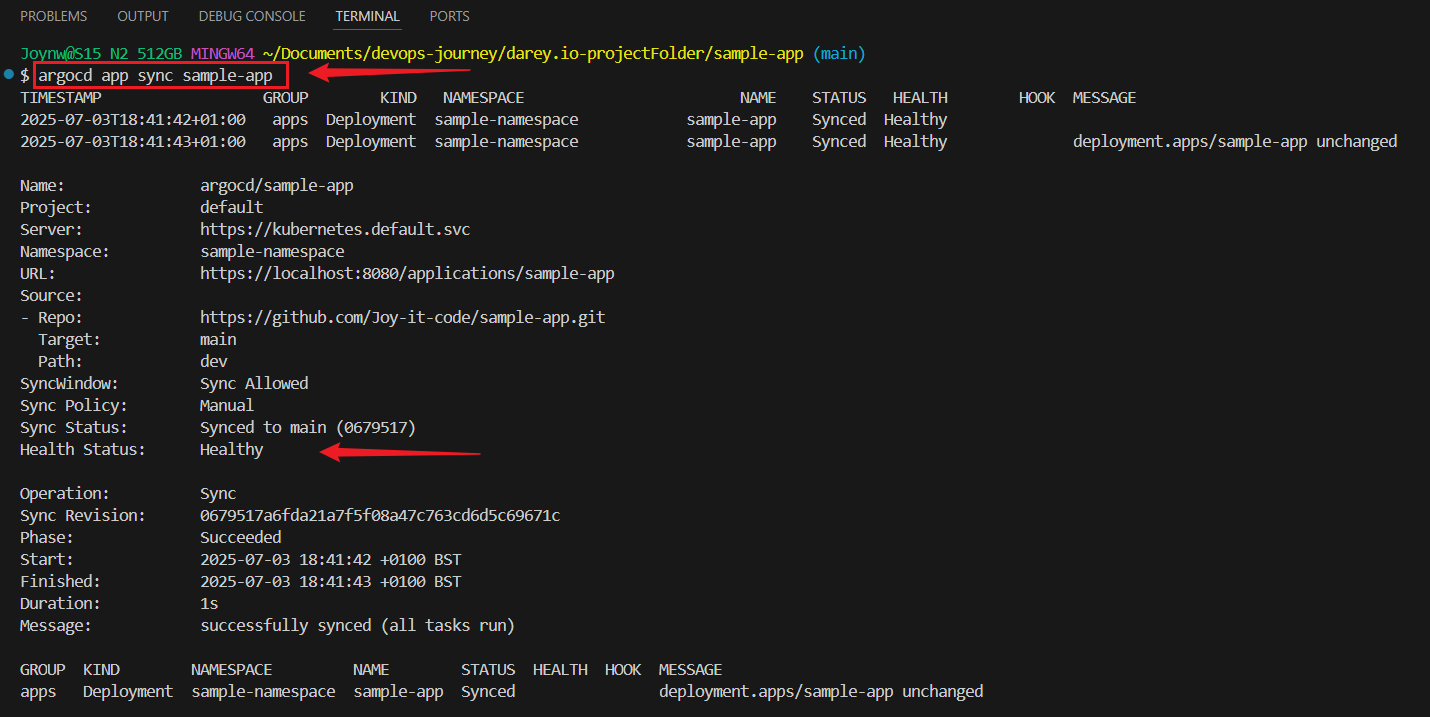 PROBLEMS OUTPUT DEBUG CONSOLE TERMINAL PORTS
Joynw@S15 N2 512GB MINGW64 ~/Documents/devops-journey/darey.io-projectFolder/sample-app (main)
$ argocd app sync sample-app
TIMESTAMP GROUP KIND NAMESPACE NAME STATUS HEALTH HOOK MESSAGE
2025-07-03T18:41:42+01:00 apps Deployment sample-namespace sample-app Synced Healthy
2025-07-03T18:41:43+01:00 apps Deployment sample-namespace sample-app Synced Healthy deployment.apps/sample-app unchanged
Name: argocd/sample-app
Project: default
Server: https://kubernetes.default.svc
Namespace: sample-namespace
URL: https://localhost:8080/applications/sample-app
Source:
- Repo: https://github.com/Joy-it-code/sample-app.git
Target: main
Path: dev
SyncWindow: Sync Allowed
Sync Policy: Manual
Sync Status: Synced to main (0679517)
Health Status: Healthy
Operation: Sync
Sync Revision: 0679517a6fda21a7f5f08a47c763cd6d5c69671c
Phase: Succeeded
Start: 2025-07-03 18:41:42 +0100 BST
Finished: 2025-07-03 18:41:43 +0100 BST
Duration: 1s
Message: successfully synced (all tasks run)
GROUP KIND NAMESPACE NAME STATUS HEALTH HOOK MESSAGE
apps Deployment sample-namespace sample-app Synced deployment.apps/sample-app unchanged